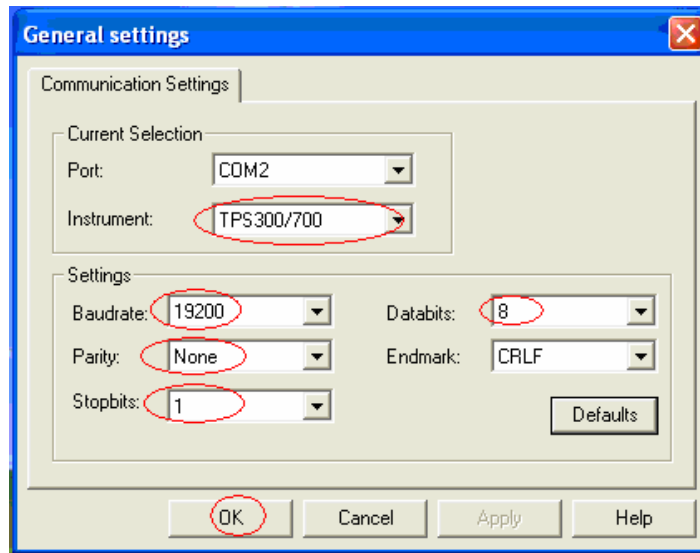 General settings
Communication Settings
Current Selection
Port: COM2
Instrument: TPS300/700
Settings
Baudrate: 19200 Databits: 8
Parity: None Endmark: CRLF
Stopbits: 1
Defaults
OK Cancel Apply Help